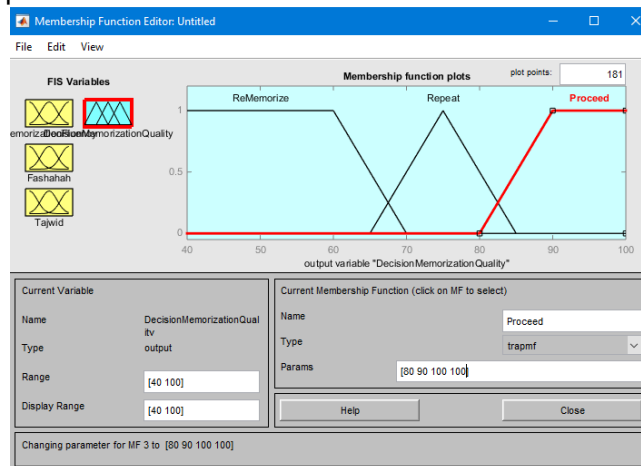 Membership Function Editor: Untitled
File Edit View
FIS Variables
Membership function plots
plot points: 181
DecisionMemorizationQuality
Fashahah
Tajwid
ReMemorize Repeat Proceed
1
0.5
0
40 50 60 70 80 90 100
output variable "DecisionMemorizationQuality"
Current Variable
Name DecisionMemorizationQual
ity
Type output
Range [40 100]
Display Range [40 100]
Current Membership Function (click on MF to select)
Name Proceed
Type trapmf
Params [80 90 100 100]
Help Close
Changing parameter for MF 3 to [80 90 100 100]